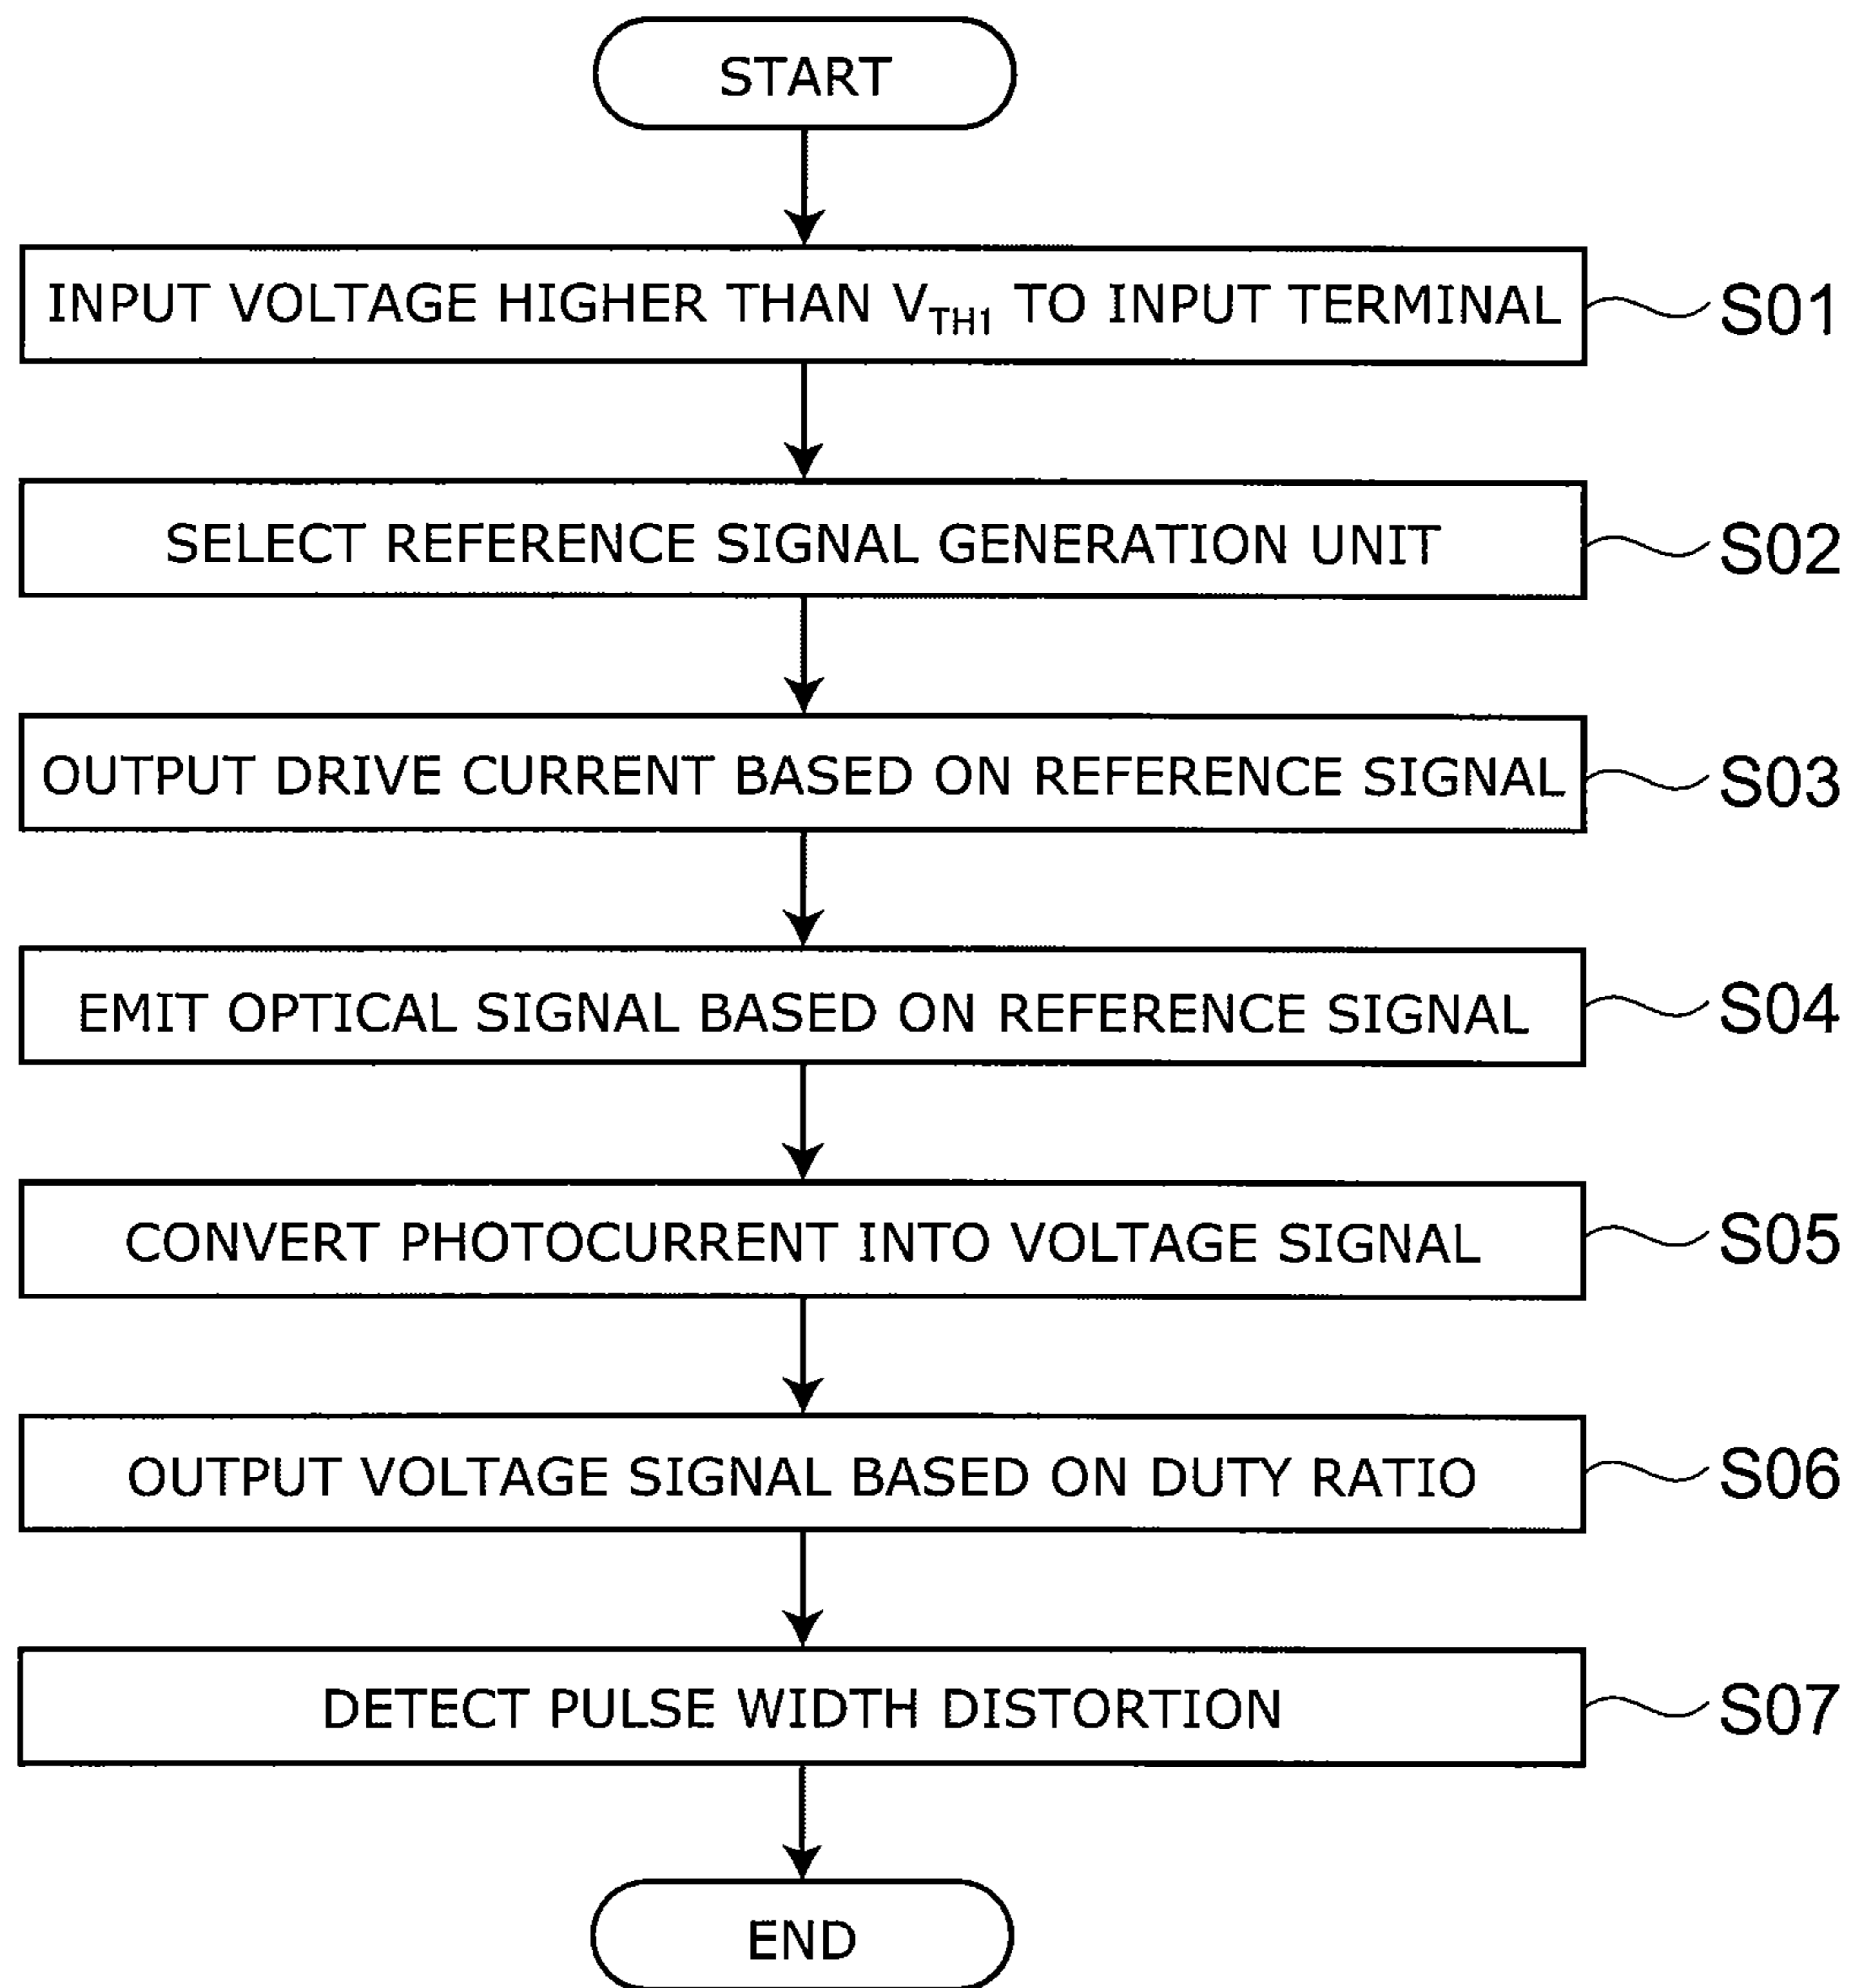 START
INPUT VOLTAGE HIGHER THAN VTH1 TO INPUT TERMINAL
S01
SELECT REFERENCE SIGNAL GENERATION UNIT
S02
OUTPUT DRIVE CURRENT BASED ON REFERENCE SIGNAL
S03
EMIT OPTICAL SIGNAL BASED ON REFERENCE SIGNAL
S04
CONVERT PHOTOCURRENT INTO VOLTAGE SIGNAL
S05
OUTPUT VOLTAGE SIGNAL BASED ON DUTY RATIO
S06
DETECT PULSE WIDTH DISTORTION
S07
END